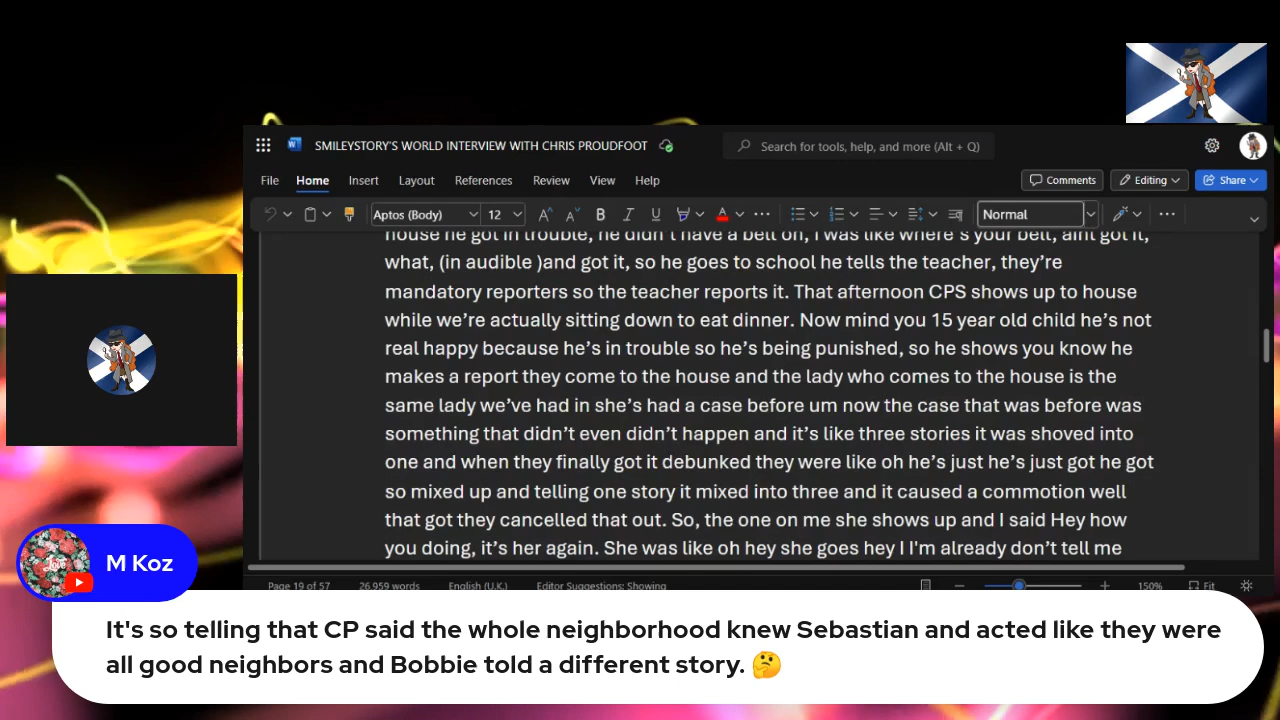 SMILEYSTORY'S WORLD INTERVIEW WITH CHRIS PROUDFOOT
Search for tools, help, and more (Alt + Q)
File Home Insert Layout References Review View Help Comments Editing Share
Aptos (Body) 12 B I U A Normal
house he got in trouble, he didn't have a belt on, I was like where's your belt, aint got it,
what, (in audible )and got it, so he goes to school he tells the teacher, they're
mandatory reporters so the teacher reports it. That afternoon CPS shows up to house
while we're actually sitting down to eat dinner. Now mind you 15 year old child he's not
real happy because he's in trouble so he's being punished, so he shows you know he
makes a report they come to the house and the lady who comes to the house is the
same lady we've had in she's had a case before um now the case that was before was
something that didn't even didn't happen and it's like three stories it was shoved into
one and when they finally got it debunked they were like oh he's just he's just got he got
so mixed up and telling one story it mixed into three and it caused a commotion well
that got they cancelled that out. So, the one on me she shows up and I said Hey how
you doing, it's her again. She was like oh hey she goes hey I I'm already don't tell me
Page 19 of 57 26,959 words English (U.K.) Editor Suggestions: Showing 150% Fit
M Koz
It's so telling that CP said the whole neighborhood knew Sebastian and acted like they were
all good neighbors and Bobbie told a different story. 🤔